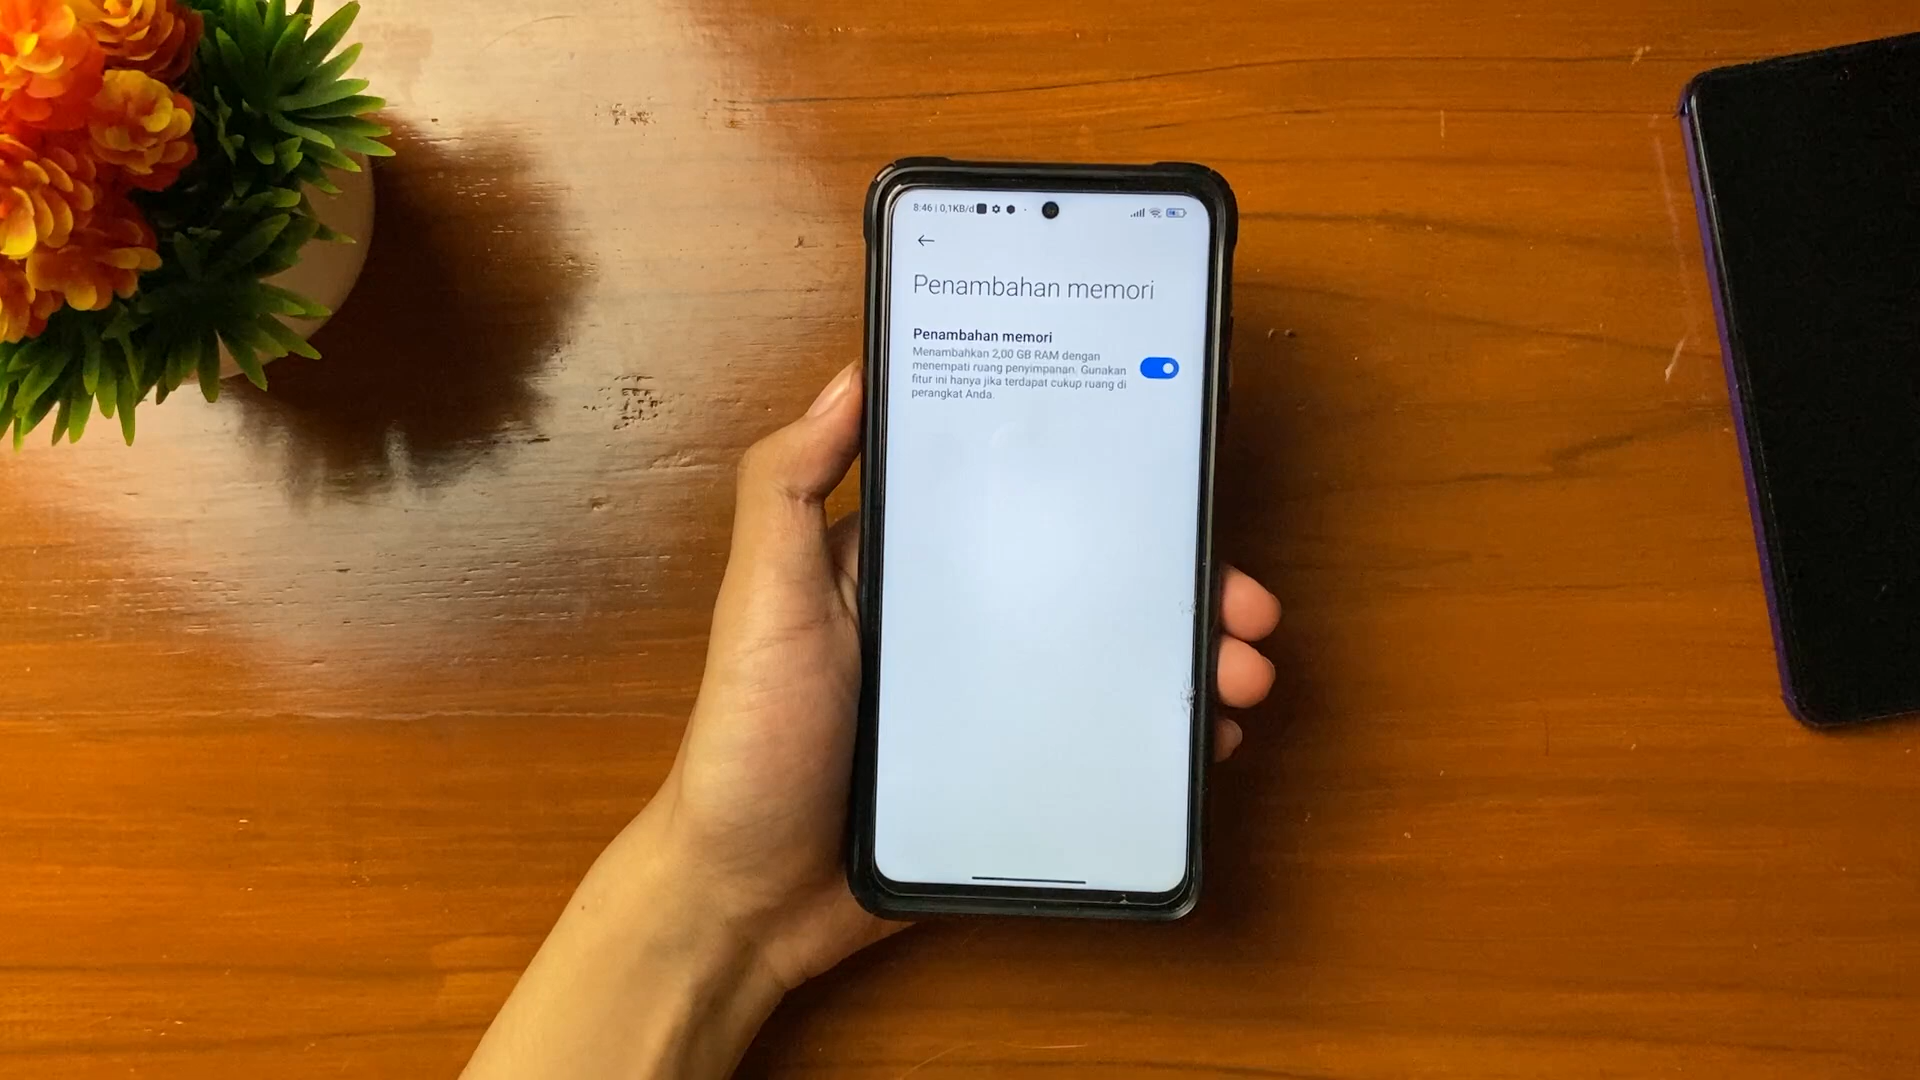 8:46 | 0,1KB/d
Penambahan memori
Penambahan memori
Menambahkan 2,00 GB RAM dengan
menempati ruang penyimpanan. Gunakan
fitur ini hanya jika terdapat cukup ruang di
perangkat Anda.